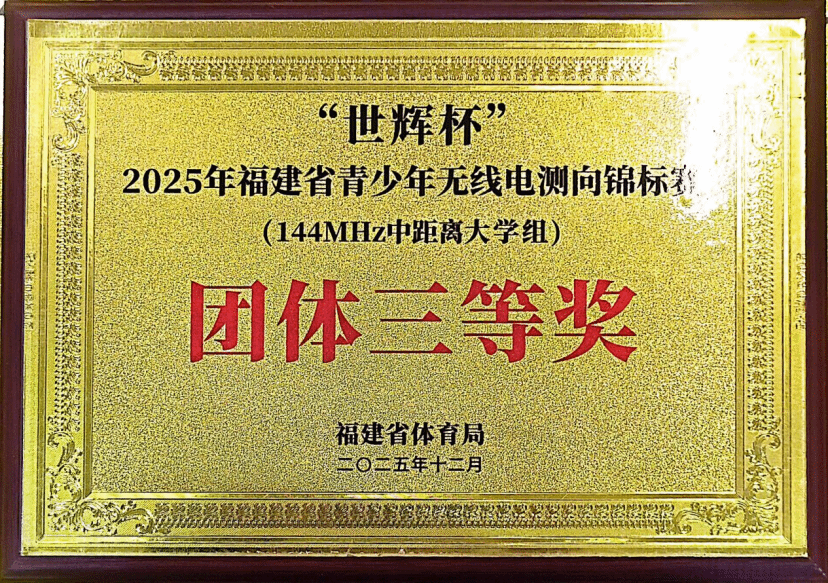 “世辉杯”
2025年福建省青少年无线电测向锦标赛
(144MHz中距离大学组)
团体三等奖
福建省体育局
二〇二五年十二月